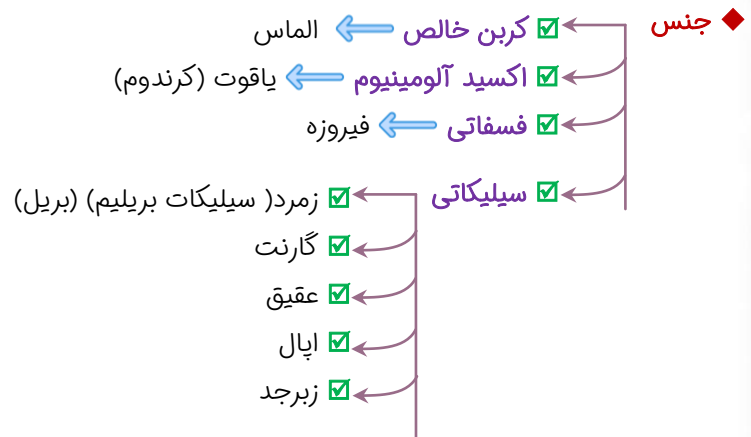 جنس
کربن خالص الماس
اکسید آلومینیوم یاقوت (کرندوم)
فسفاتی فیروزه
سیلیکاتی زمرد( سیلیکات بریلیم) (بریل)
گارنت
عقیق
اپال
زبرجد